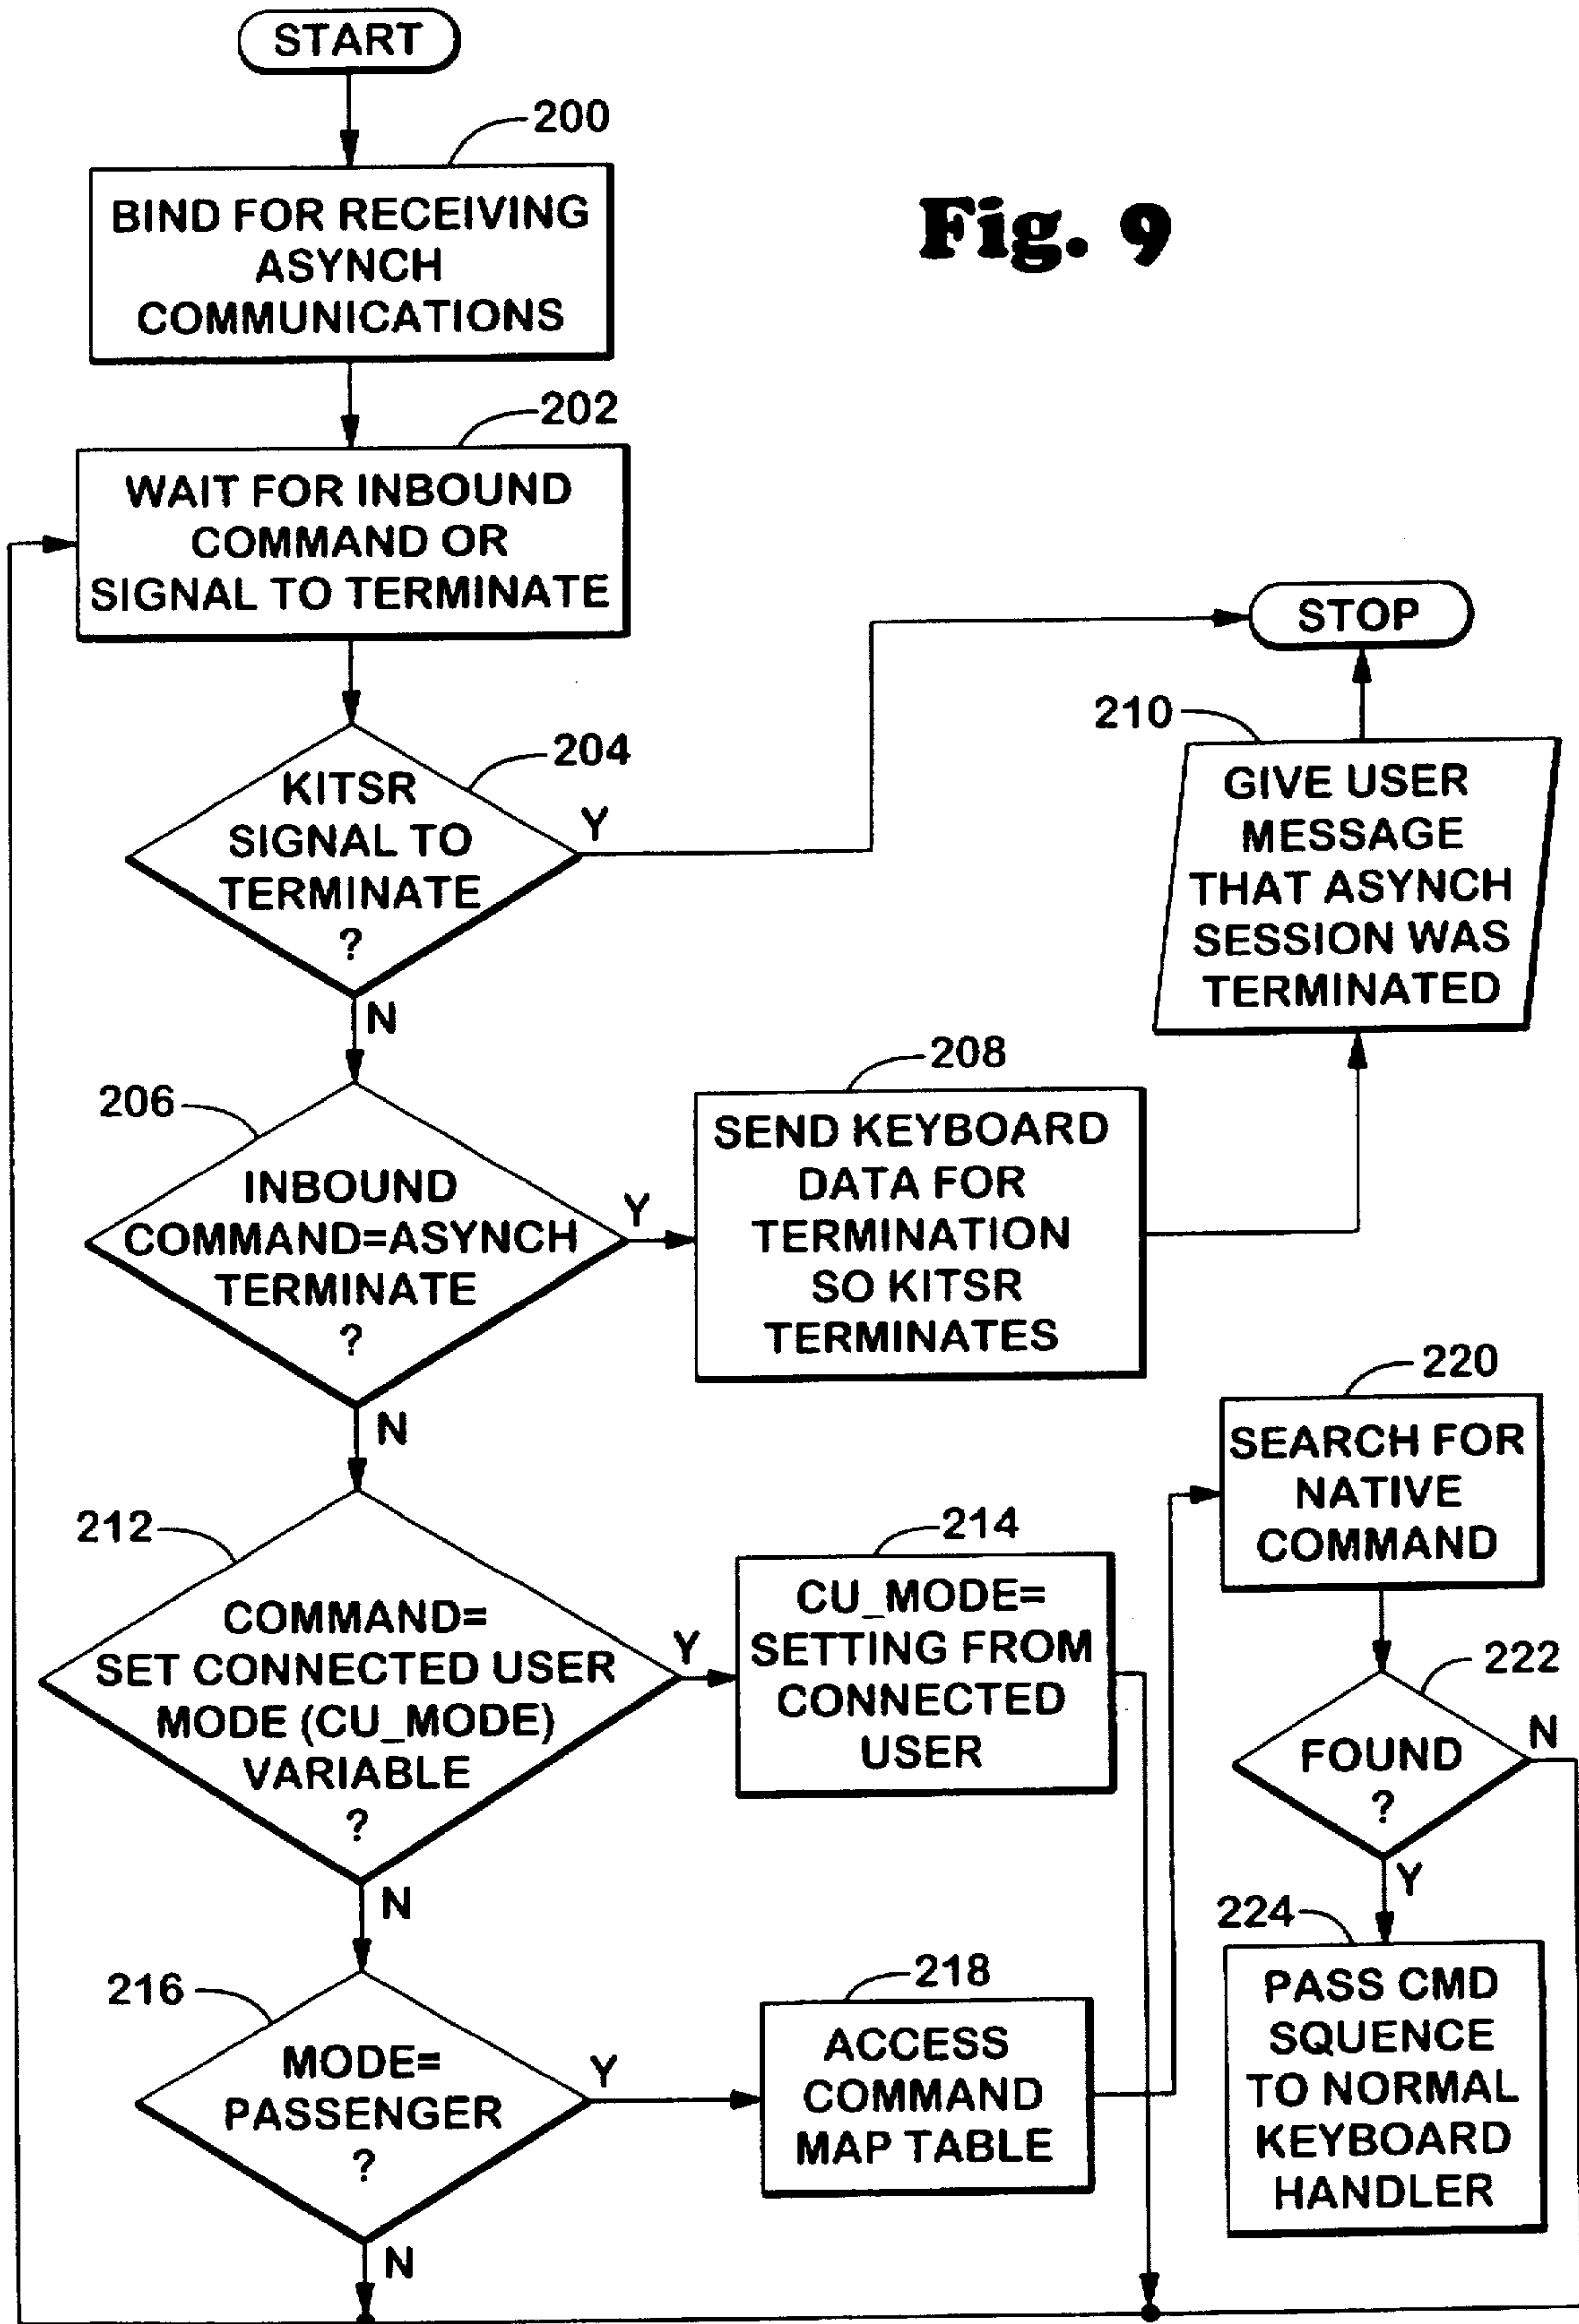 START
200
BIND FOR RECEIVING
ASYNCH
COMMUNICATIONS
Fig. 9
202
WAIT FOR INBOUND
COMMAND OR
SIGNAL TO TERMINATE
STOP
204
KITSR
SIGNAL TO
TERMINATE
?
Y
N
210
GIVE USER
MESSAGE
THAT ASYNCH
SESSION WAS
TERMINATED
206
INBOUND
COMMAND=ASYNCH
TERMINATE
?
Y
N
208
SEND KEYBOARD
DATA FOR
TERMINATION
SO KITSR
TERMINATES
212
COMMAND=
SET CONNECTED USER
MODE (CU_MODE)
VARIABLE
?
Y
N
214
CU_MODE=
SETTING FROM
CONNECTED
USER
216
MODE=
PASSENGER
?
Y
N
218
ACCESS
COMMAND
MAP TABLE
220
SEARCH FOR
NATIVE
COMMAND
222
FOUND
?
N
Y
224
PASS CMD
SQUENCE
TO NORMAL
KEYBOARD
HANDLER